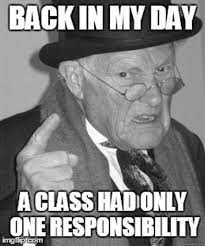 BACK IN MY DAY
A CLASS HAD ONLY
ONE RESPONSIBILITY
imgflip.com